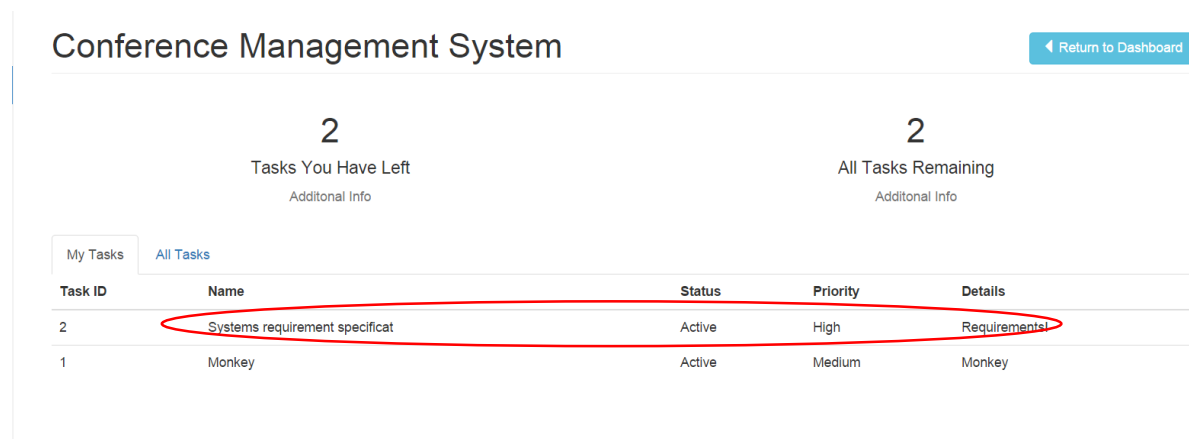 Conference Management System
Return to Dashboard
2
Tasks You Have Left
Additonal Info
2
All Tasks Remaining
Additonal Info
My Tasks All Tasks
Task ID Name Status Priority Details
2 Systems requirement specificat Active High Requirements!
1 Monkey Active Medium Monkey